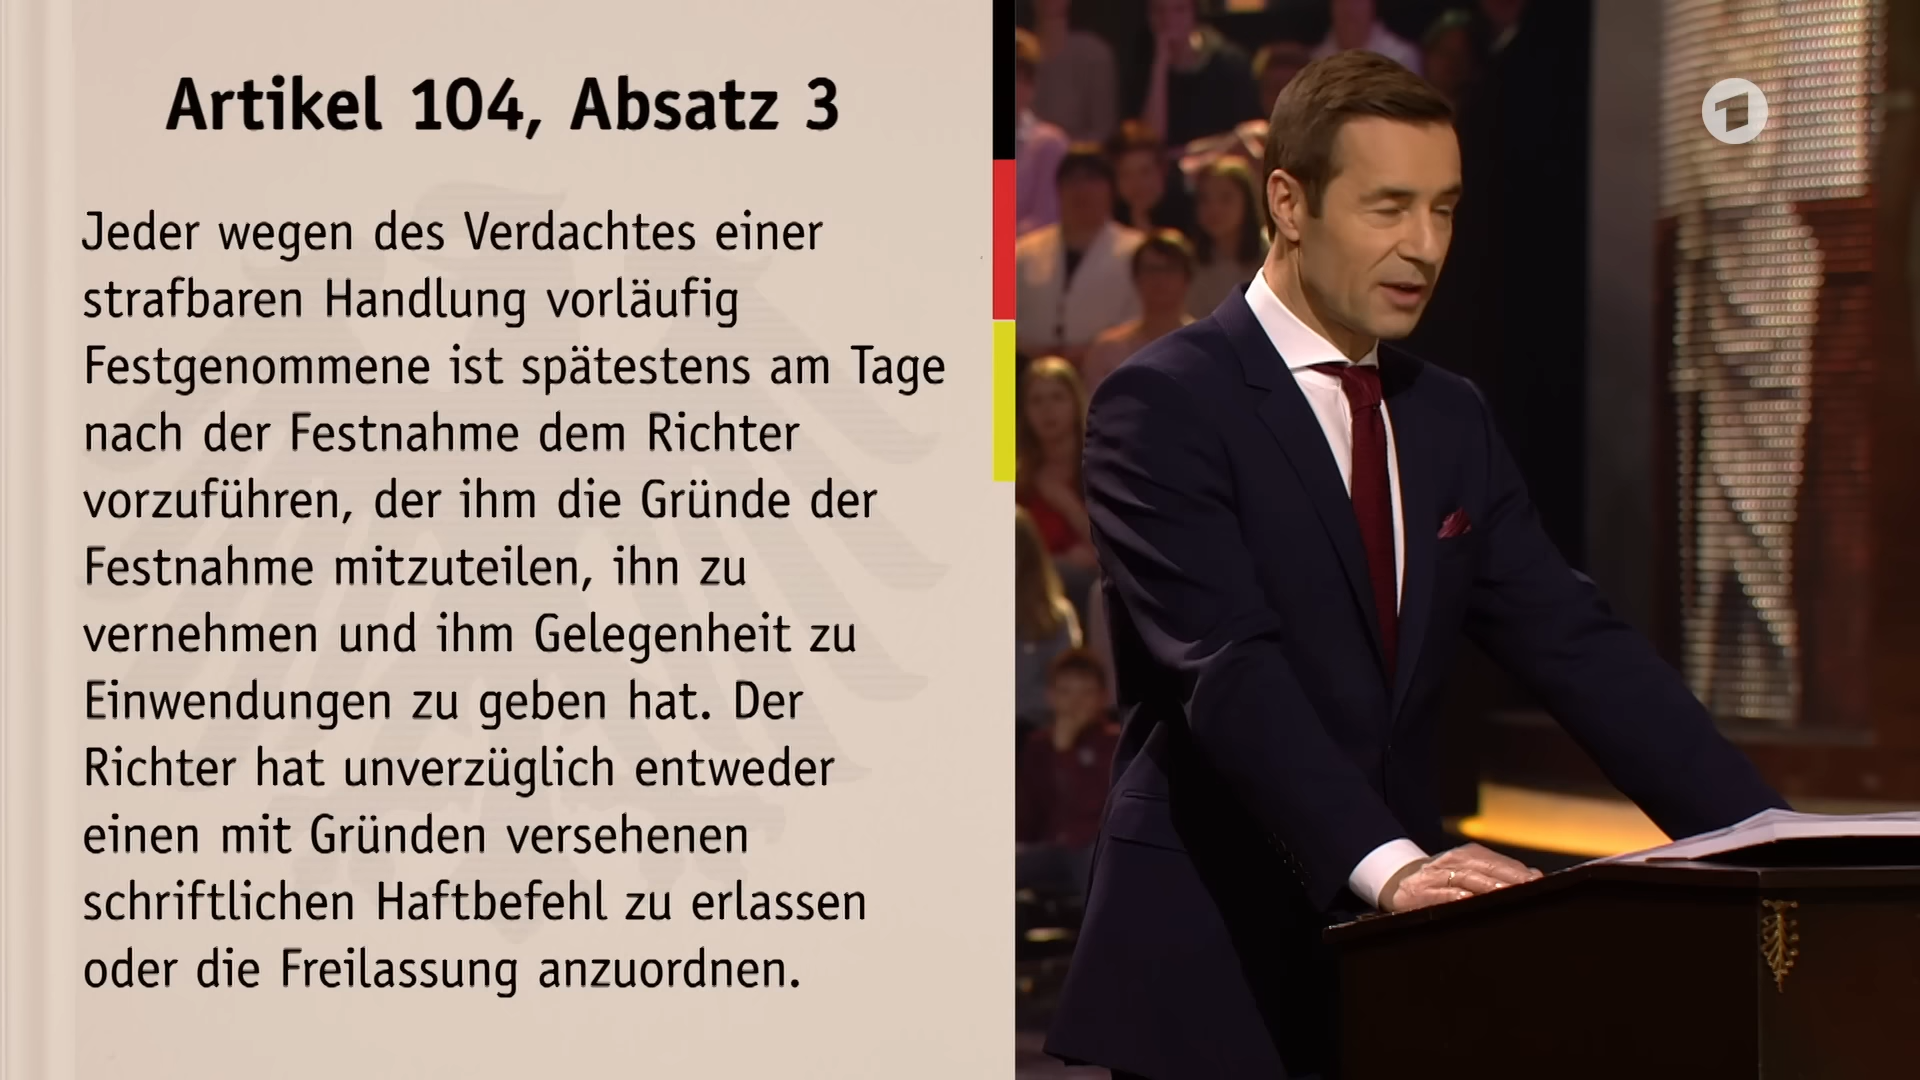 Artikel 104, Absatz 3
Jeder wegen des Verdachtes einer
strafbaren Handlung vorläufig
Festgenommene ist spätestens am Tage
nach der Festnahme dem Richter
vorzuführen, der ihm die Gründe der
Festnahme mitzuteilen, ihn zu
vernehmen und ihm Gelegenheit zu
Einwendungen zu geben hat. Der
Richter hat unverzüglich entweder
einen mit Gründen versehenen
schriftlichen Haftbefehl zu erlassen
oder die Freilassung anzuordnen.
1